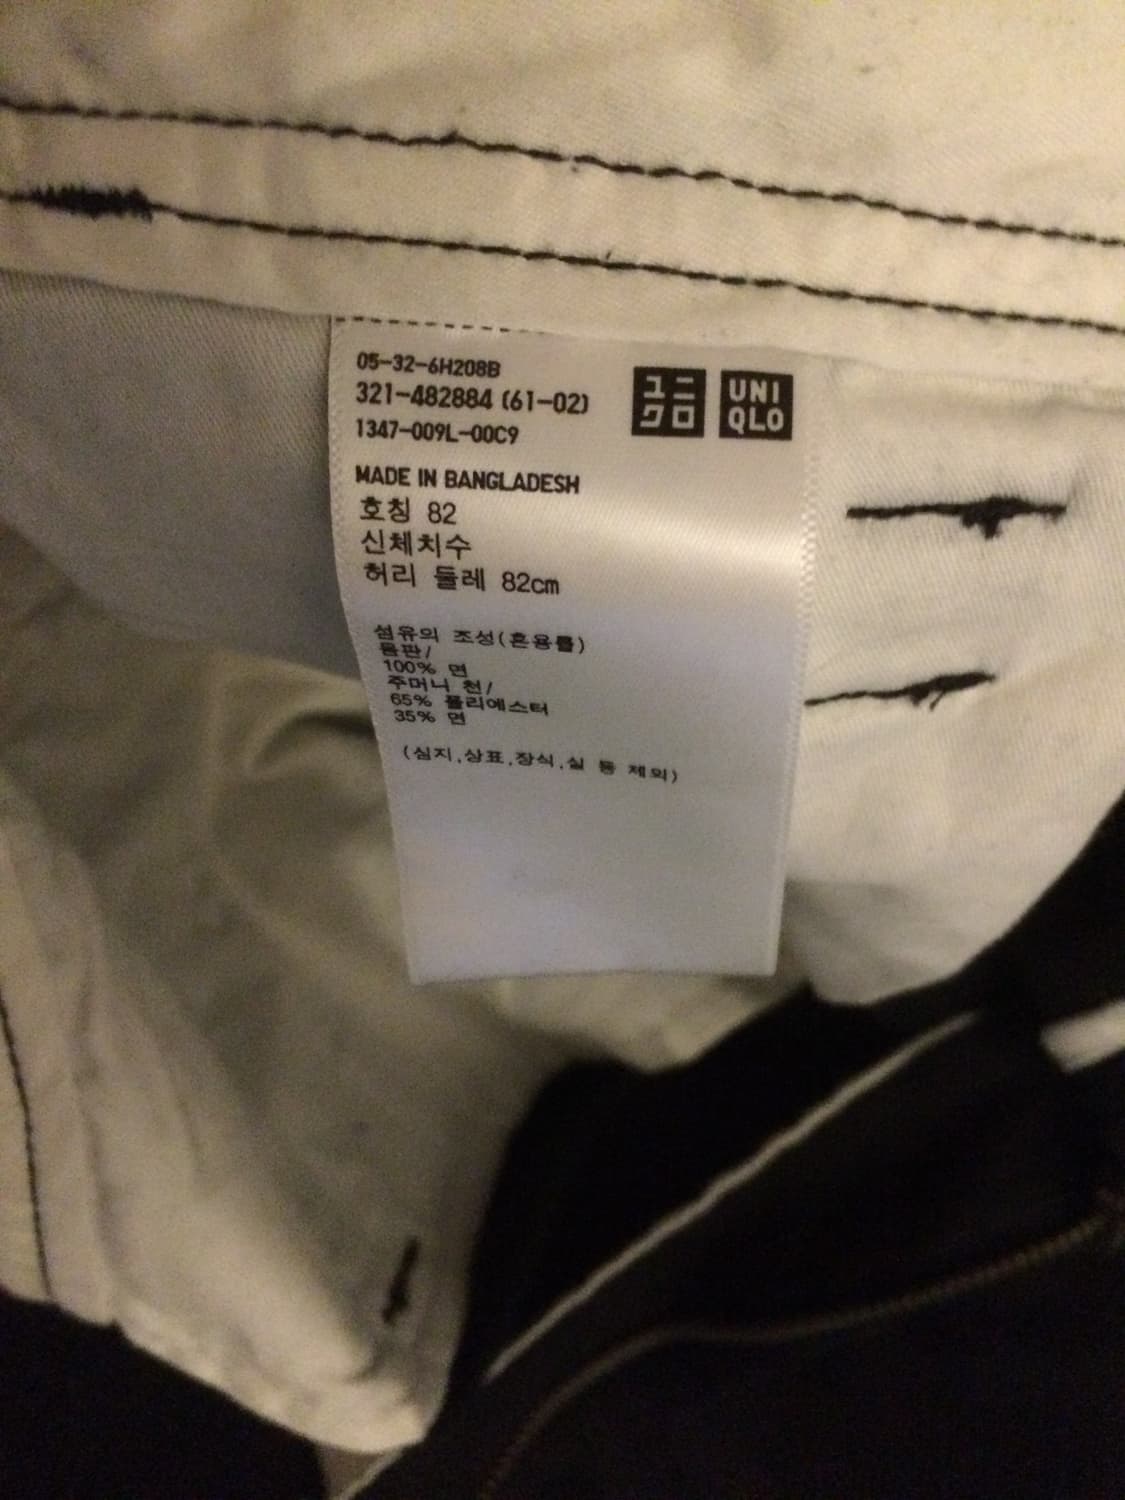 05-32-6H208B
321-482884 (61-02)
1347-009L-00C9
ユニ
クロ
UNI
QLO
MADE IN BANGLADESH
호칭 82
신체치수
허리 둘레 82cm
섬유의 조성(혼용률)
몸판/
100% 면
주머니 천/
65% 폴리에스터
35% 면
(심지,상표,장식,실 등 제외)